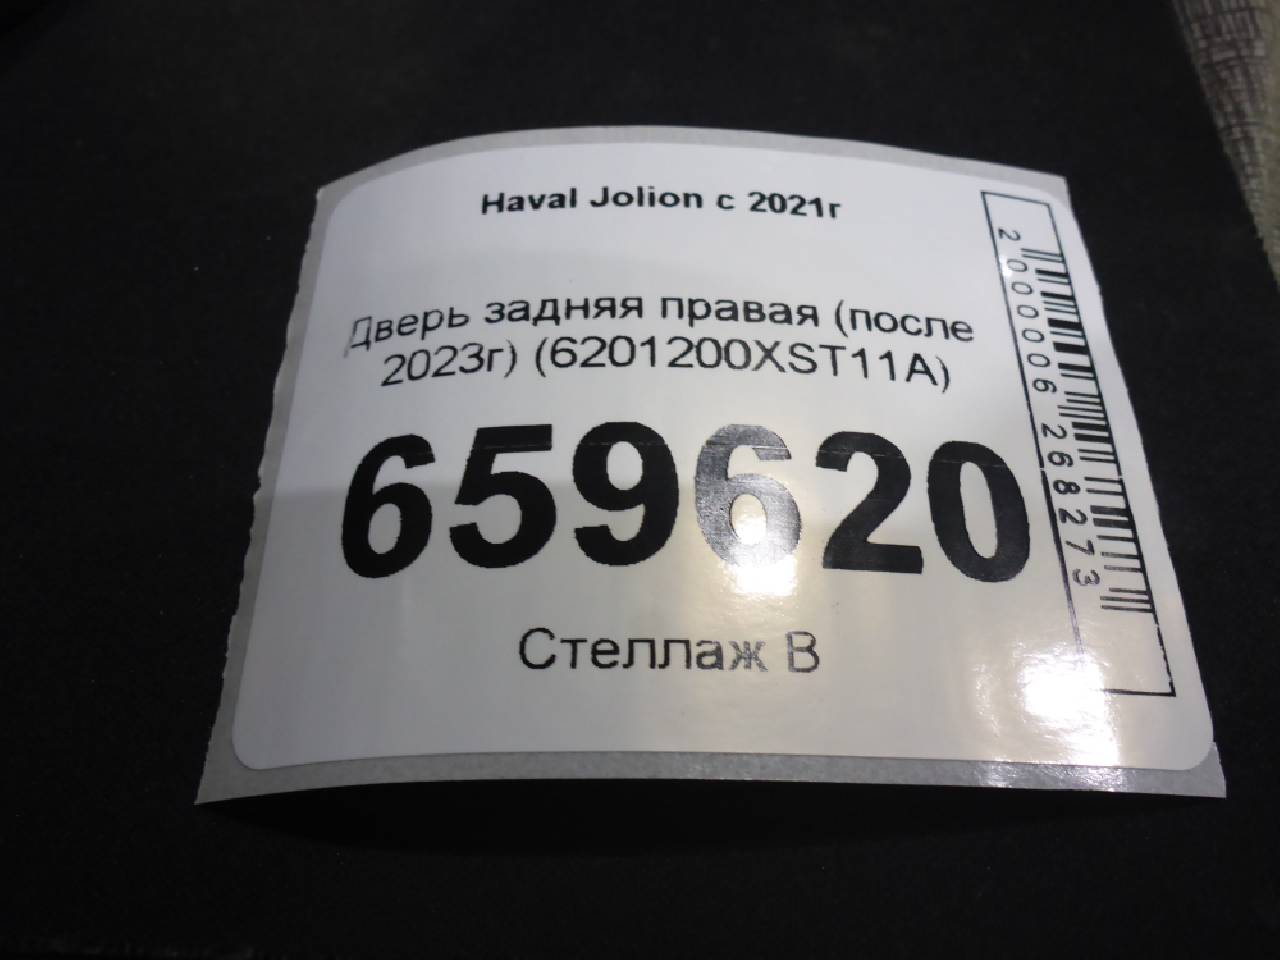 Haval Jolion с 2021г
Дверь задняя правая (после
2023г) (6201200XST11A)
659620
Стеллаж В
2000006268273